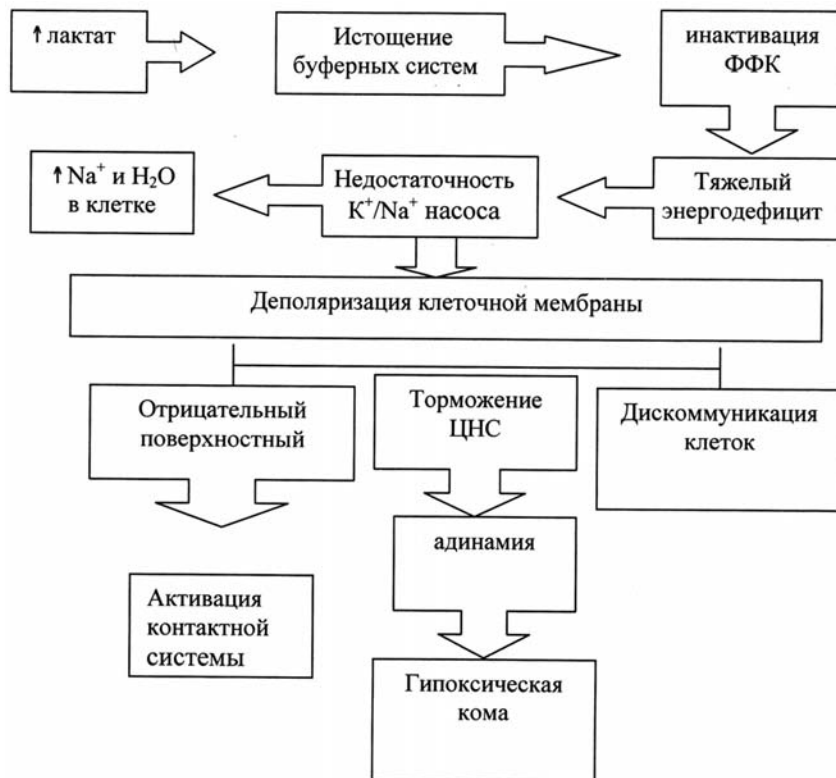 ↑ лактат
Истощение
буферных систем
инактивация
ФФК
↑ Na⁺ и H₂O
в клетке
Недостаточность
K⁺/Na⁺ насоса
Тяжелый
энергодефицит
Деполяризация клеточной мембраны
Отрицательный
поверхностный
Торможение
ЦНС
Дискоммуникация
клеток
адинамия
Активация
контактной
системы
Гипоксическая
кома